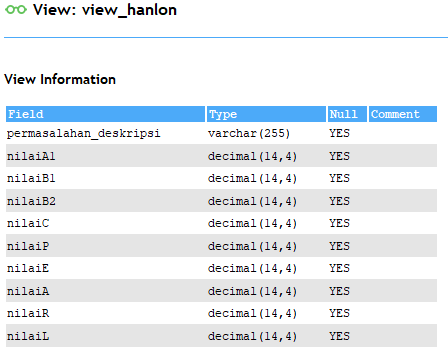 View: view_hanlon
View Information
Field Type Null Comment
permasalahan_deskripsi varchar(255) YES
nilaiA1 decimal(14,4) YES
nilaiB1 decimal(14,4) YES
nilaiB2 decimal(14,4) YES
nilaiC decimal(14,4) YES
nilaiP decimal(14,4) YES
nilaiE decimal(14,4) YES
nilaiA decimal(14,4) YES
nilaiR decimal(14,4) YES
nilaiL decimal(14,4) YES